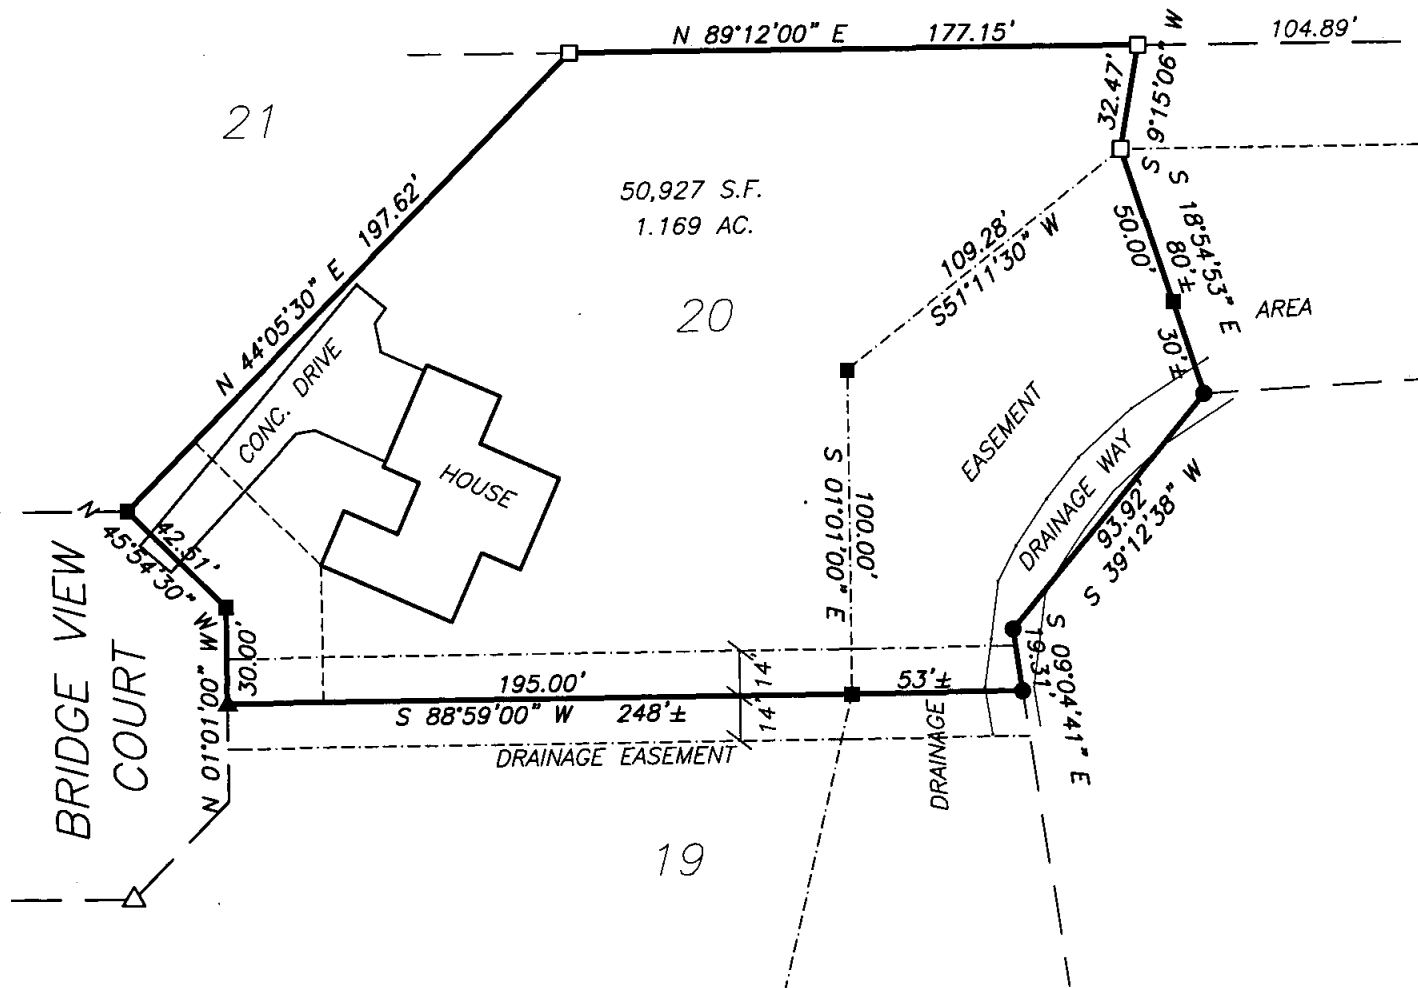 N 89°12'00" E 177.15'
104.89'
32.47'
S 9°15'06" W
21
50,927 S.F.
1.169 AC.
197.62'
N 44°05'30" E
S 18°54'53" E
50.00'
80'±
30'±
109.28'
S51°11'30" W
20
AREA
CONC. DRIVE
HOUSE
EASEMENT
DRAINAGE WAY
S 01°01'00" E
100.00'
93.92'
S 39°12'38" W
N 45°54'30" W
42.51'
BRIDGE VIEW
COURT
N 01°01'00" W
30.00'
195.00'
S 88°59'00" W 248'±
14"
14"
53'±
19.31'
S 09°04'41" E
DRAINAGE EASEMENT
DRAINAGE
19